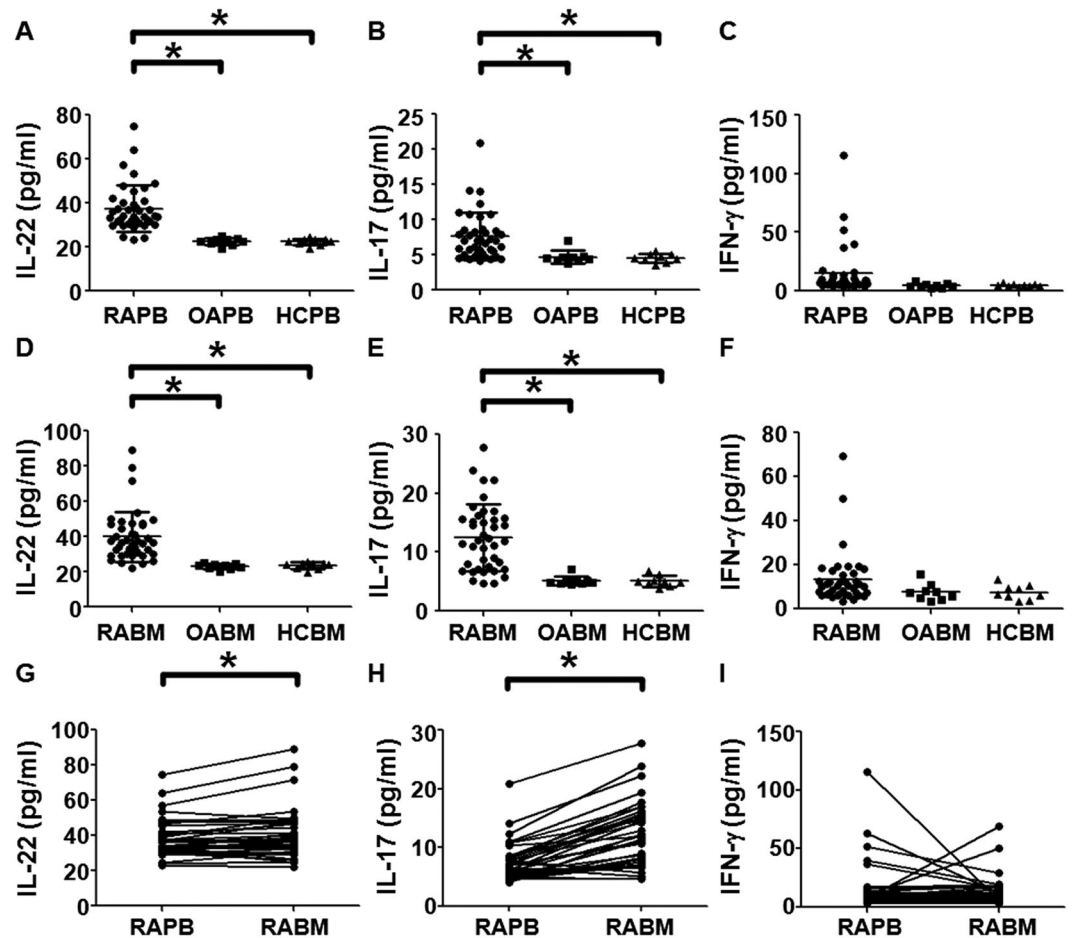 A
*
*
IL-22 (pg/ml)
80
60
40
20
0
RAPB OAPB HCPB
B
*
*
IL-17 (pg/ml)
25
20
15
10
5
0
RAPB OAPB HCPB
C
IFN-γ (pg/ml)
150
100
50
0
RAPB OAPB HCPB
D
*
*
IL-22 (pg/ml)
100
80
60
40
20
0
RABM OABM HCBM
E
*
*
IL-17 (pg/ml)
30
20
10
0
RABM OABM HCBM
F
IFN-γ (pg/ml)
80
60
40
20
0
RABM OABM HCBM
G
*
IL-22 (pg/ml)
100
80
60
40
20
0
RAPB RABM
H
*
IL-17 (pg/ml)
30
20
10
0
RAPB RABM
I
IFN-γ (pg/ml)
150
100
50
0
RAPB RABM